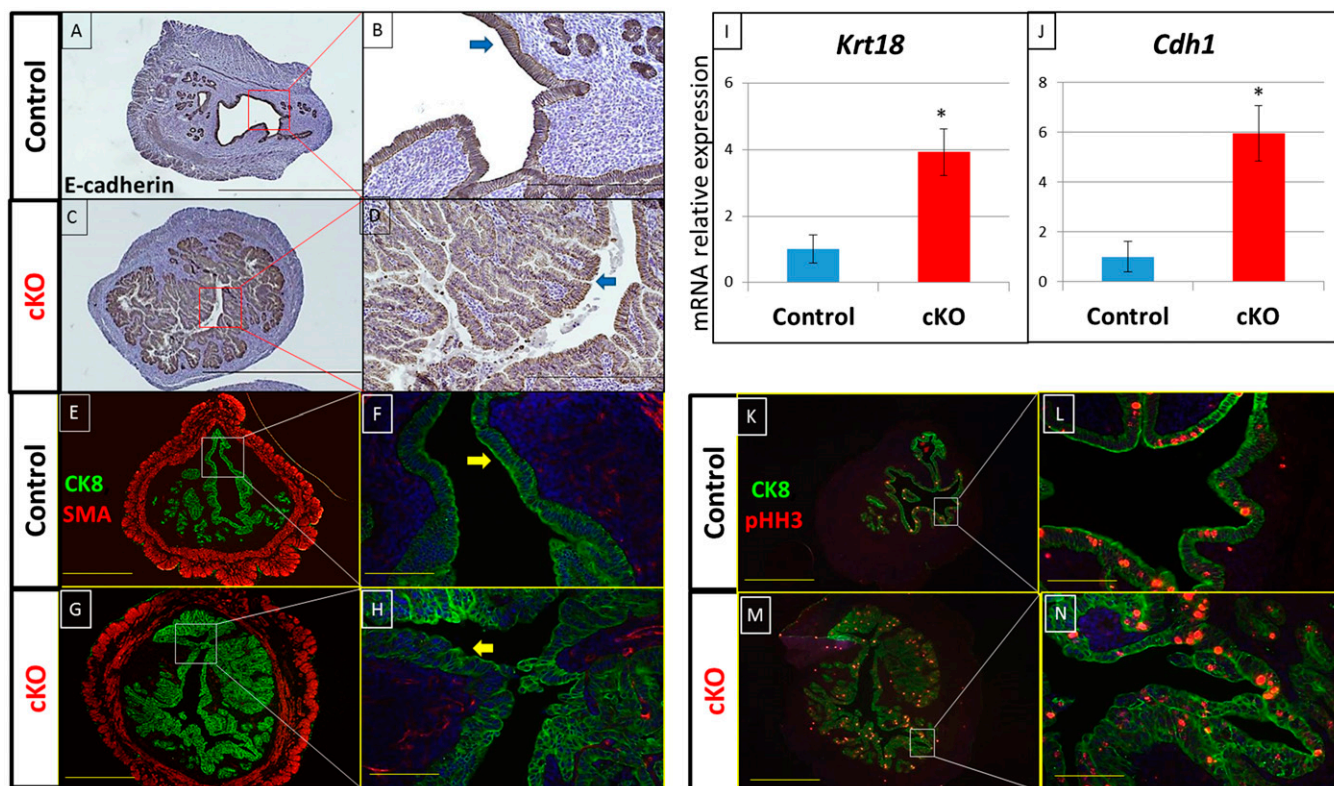 Control
cKO
Control
cKO
A
E-cadherin
B
C
D
E
CK8
SMA
F
G
H
I
Krt18
mRNA relative expression
6
4
2
0
Control
cKO
J
Cdh1
8
6
4
2
0
*
*
Control
cKO
Control
cKO
K
CK8
pHH3
L
M
N